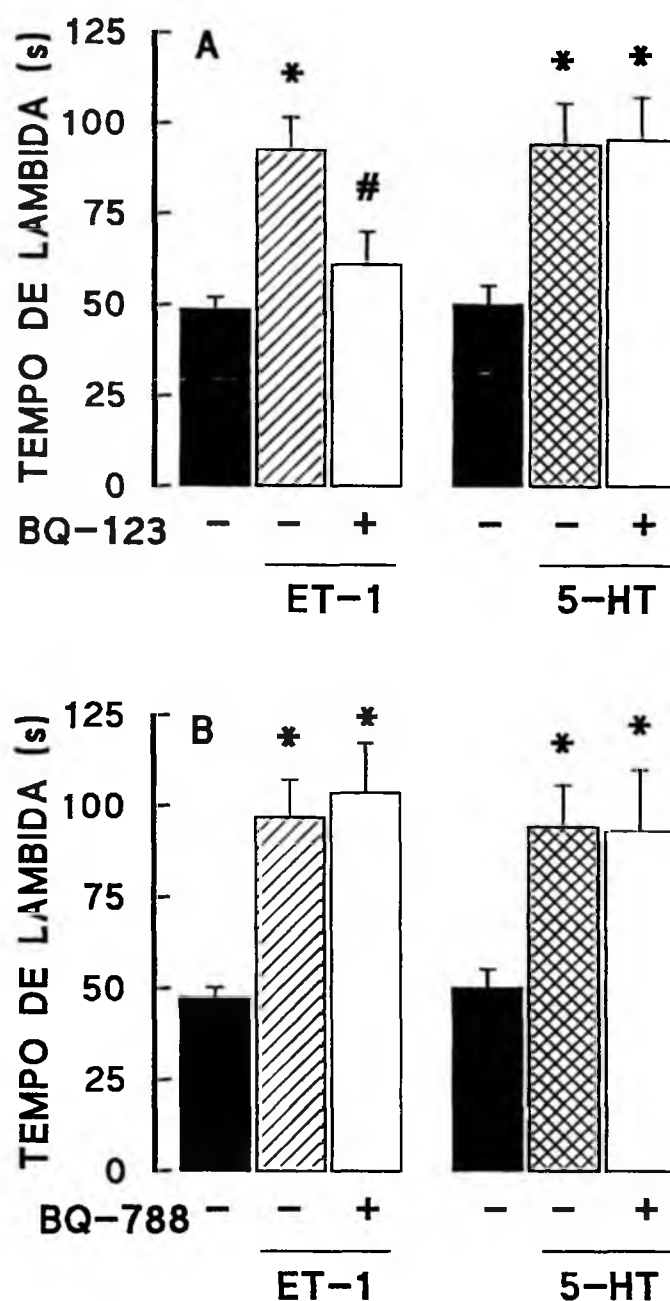 TEMPO DE LAMBIDA (s)
A
125
100
75
50
25
0
*
#
*
*
BQ-123 - - + - - +
ET-1 5-HT
TEMPO DE LAMBIDA (s)
B
125
100
75
50
25
0
*
*
*
*
BQ-788 - - + - - +
ET-1 5-HT